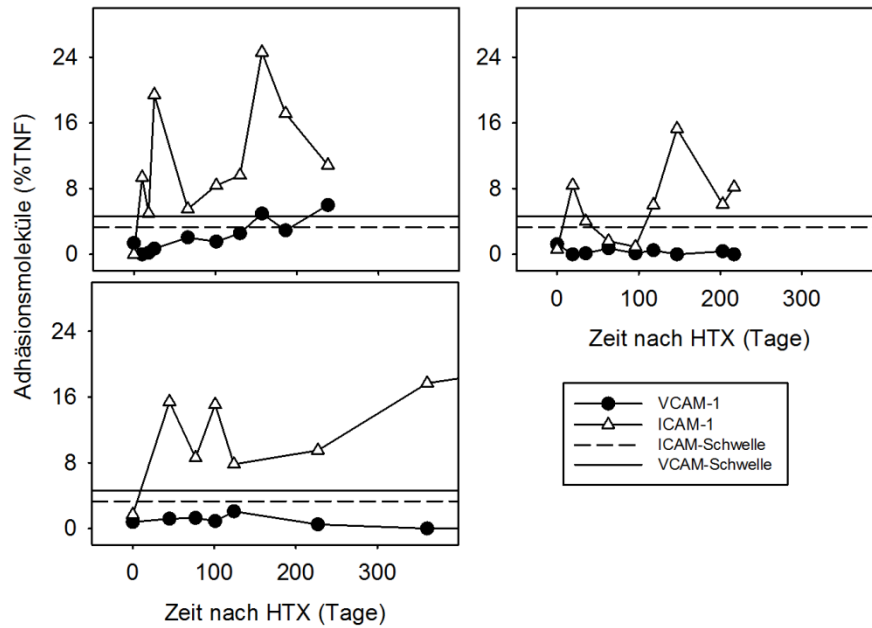 Adhäsionsmoleküle (%TNF)
24
16
8
0
24
16
8
0
0
100
200
300
Zeit nach HTX (Tage)
24
16
8
0
0
100
200
300
Zeit nach HTX (Tage)
VCAM-1
ICAM-1
ICAM-Schwelle
VCAM-Schwelle